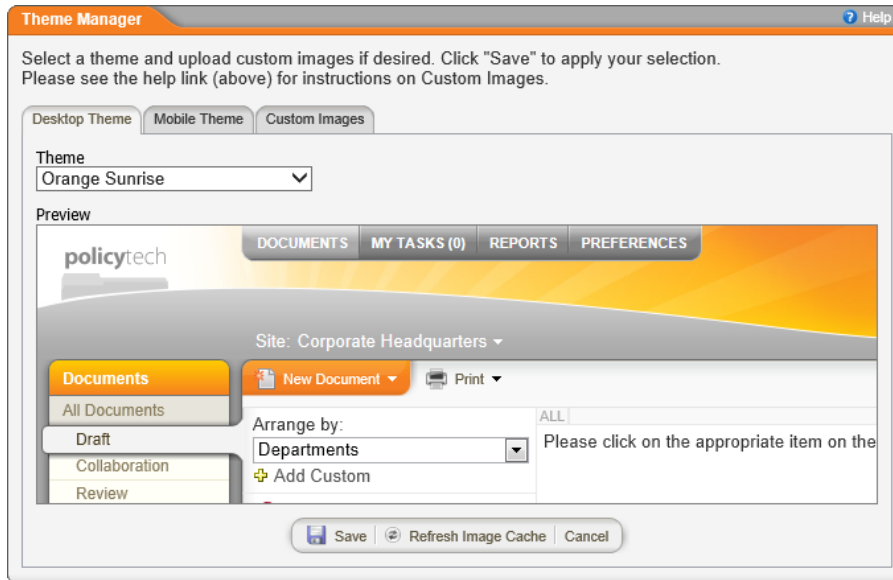 Theme Manager
Help
Select a theme and upload custom images if desired. Click "Save" to apply your selection.
Please see the help link (above) for instructions on Custom Images.
Desktop Theme
Mobile Theme
Custom Images
Theme
Orange Sunrise
Preview
policytech
DOCUMENTS
MY TASKS (0)
REPORTS
PREFERENCES
Site: Corporate Headquarters
Documents
New Document
Print
All Documents
Draft
Collaboration
Review
Arrange by:
Departments
Add Custom
ALL
Please click on the appropriate item on the
Save
Refresh Image Cache
Cancel